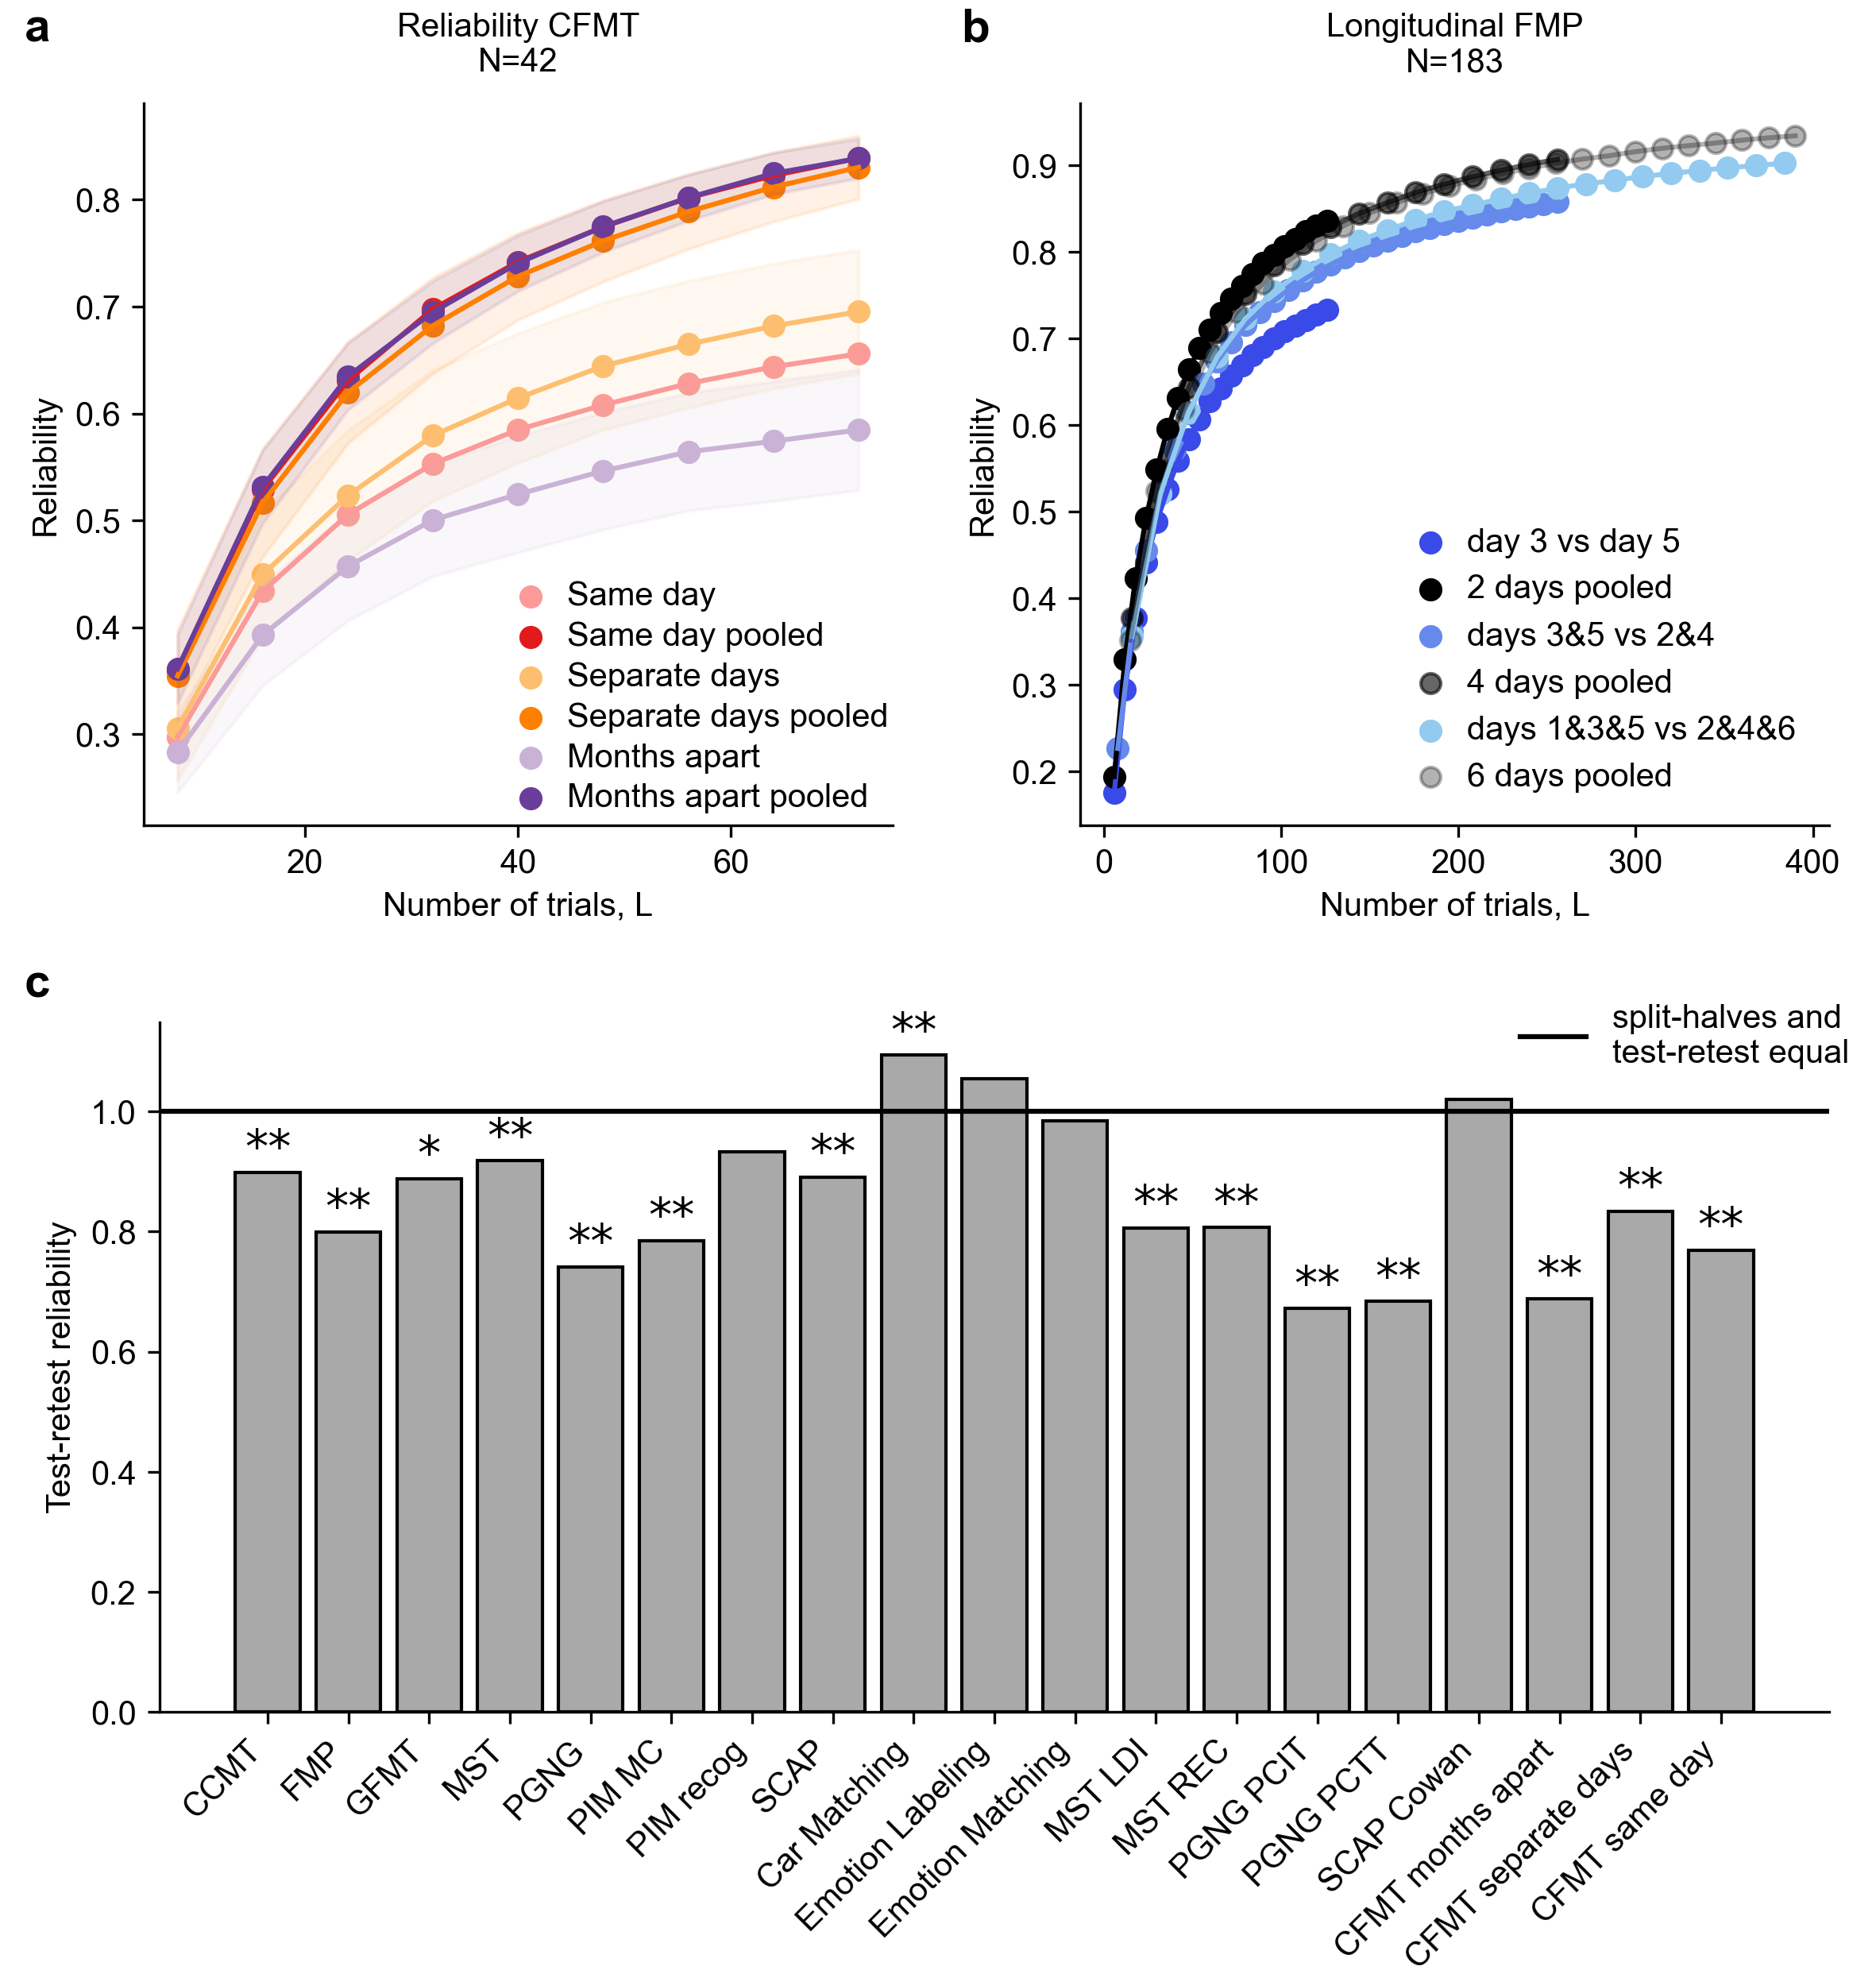 a
Reliability CFMT
N=42
Reliability
0.8
0.7
0.6
0.5
0.4
0.3
20
40
60
Number of trials, L
Same day
Same day pooled
Separate days
Separate days pooled
Months apart
Months apart pooled
b
Longitudinal FMP
N=183
Reliability
0.9
0.8
0.7
0.6
0.5
0.4
0.3
0.2
0
100
200
300
400
Number of trials, L
day 3 vs day 5
2 days pooled
days 3&5 vs 2&4
4 days pooled
days 1&3&5 vs 2&4&6
6 days pooled
c
split-halves and
test-retest equal
Test-retest reliability
1.0
0.8
0.6
0.4
0.2
0.0
**
**
*
**
**
**
**
**
**
**
**
**
**
**
**
CCMT
FMP
GFMT
MST
PGNG
PIM MC
PIM recog
SCAP
Car Matching
Emotion Labeling
Emotion Matching
MST LDI
MST REC
PGNG PCIT
PGNG PCTT
SCAP Cowan
CFMT months apart
CFMT separate days
CFMT same day